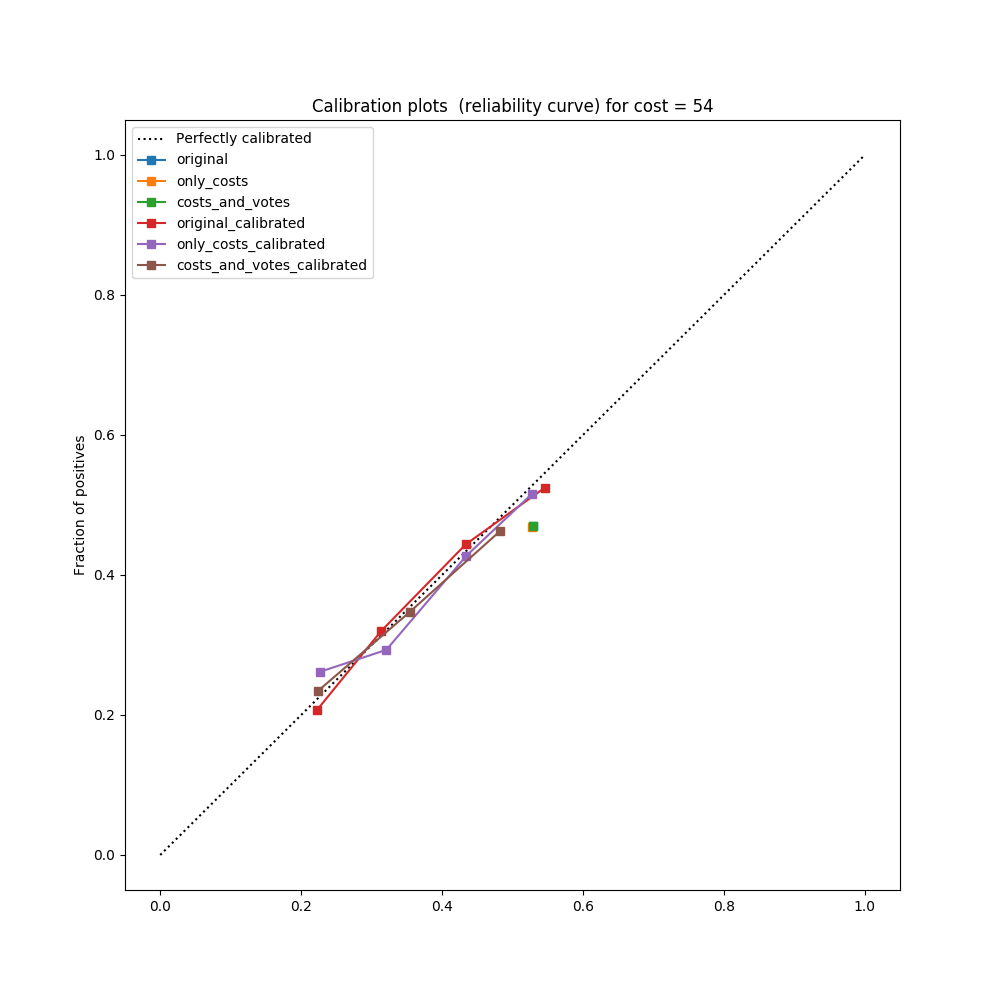 Calibration plots  (reliability curve) for cost = 54
Perfectly calibrated
original
only_costs
costs_and_votes
original_calibrated
only_costs_calibrated
costs_and_votes_calibrated
Fraction of positives
1.0
0.8
0.6
0.4
0.2
0.0
0.0 0.2 0.4 0.6 0.8 1.0